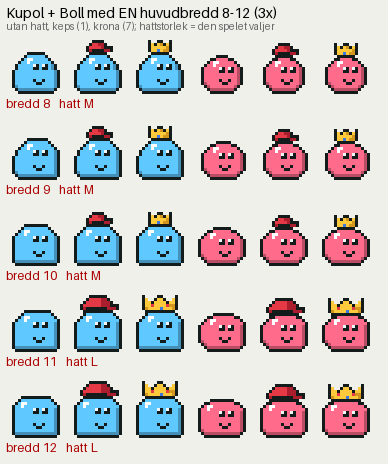 Kupol + Boll med EN huvudbredd 8-12 (3x)
utan hatt, keps (1), krona (7); hattstorlek = den spelet valjer
bredd 8 hatt M
bredd 9 hatt M
bredd 10 hatt M
bredd 11 hatt L
bredd 12 hatt L